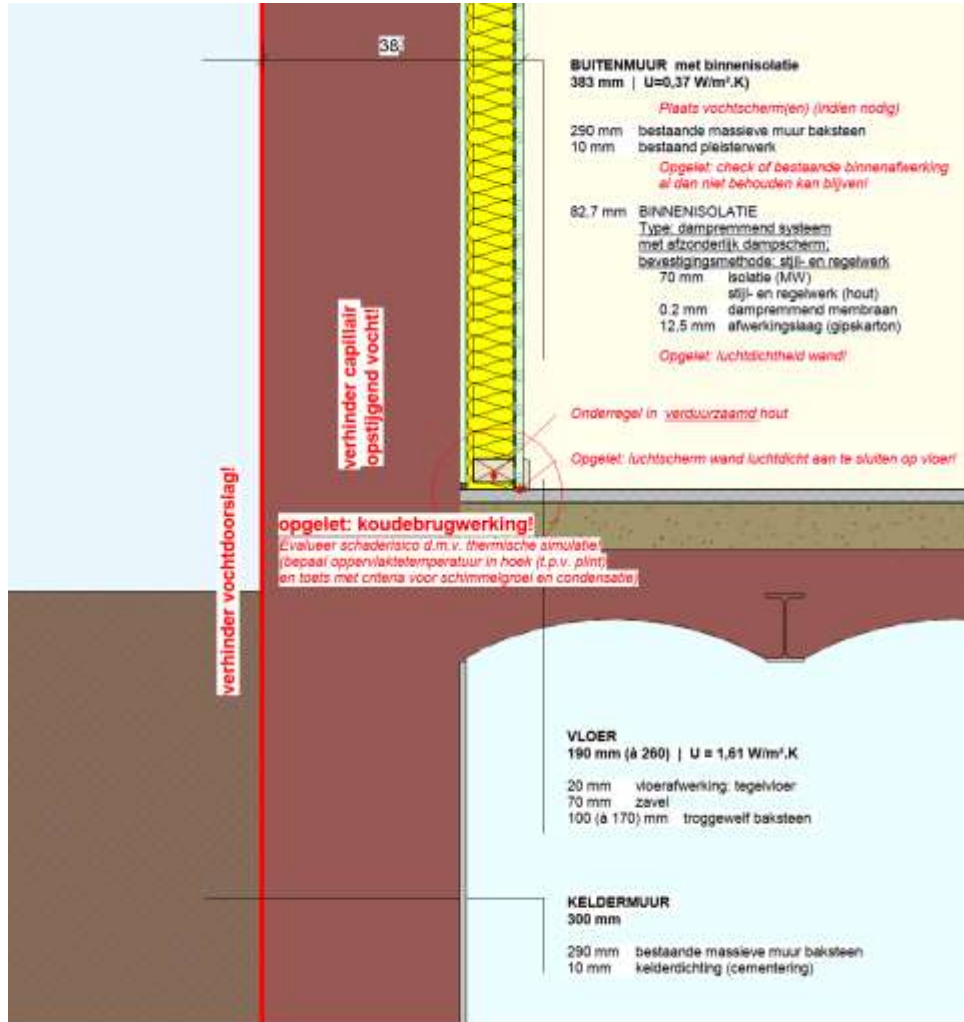 38
BUITENMUUR met binnenisolatie
383 mm | U=0,37 W/m².K)
Plaats vochtscherm(en) (indien nodig)
290 mm bestaande massieve muur baksteen
10 mm bestaand pleisterwerk
Opgelet: check of bestaande binnenafwerking
al dan niet behouden kan blijven!
82,7 mm BINNENISOLATIE
Type: dampremmend systeem
met afzonderlijk dampscherm;
bevestigingsmethode: stijl- en regelwerk
70 mm isolatie (MW)
stijl- en regelwerk (hout)
0.2 mm dampremmend membraan
12,5 mm afwerkingslaag (gipskarton)
Opgelet: luchtdichtheid wand!
verhinder capillair
opstijgend vocht!
Onderregel in verduurzaamd hout
Opgelet: luchtscherm wand luchtdicht aan te sluiten op vloer!
verhinder vochtdoorslag!
opgelet: koudebrugwerking!
Evalueer schaderisico d.m.v. thermische simulatie!
(bepaal oppervlaktetemperatuur in hoek (t.p.v. plint)
en toets met criteria voor schimmelgroei en condensatie)
VLOER
190 mm (à 260) | U = 1,61 W/m².K
20 mm vloerafwerking: tegelvloer
70 mm zavel
100 (à 170) mm troggewelf baksteen
KELDERMUUR
300 mm
290 mm bestaande massieve muur baksteen
10 mm kelderdichting (cementering)